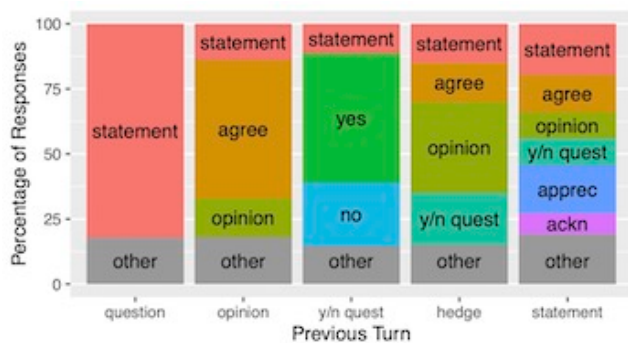 Percentage of Responses
100
75
50
25
0
statement
other
statement
agree
opinion
other
statement
yes
no
other
statement
agree
opinion
y/n quest
other
statement
agree
opinion
y/n quest
apprec
ackn
other
question opinion y/n quest hedge statement
Previous Turn